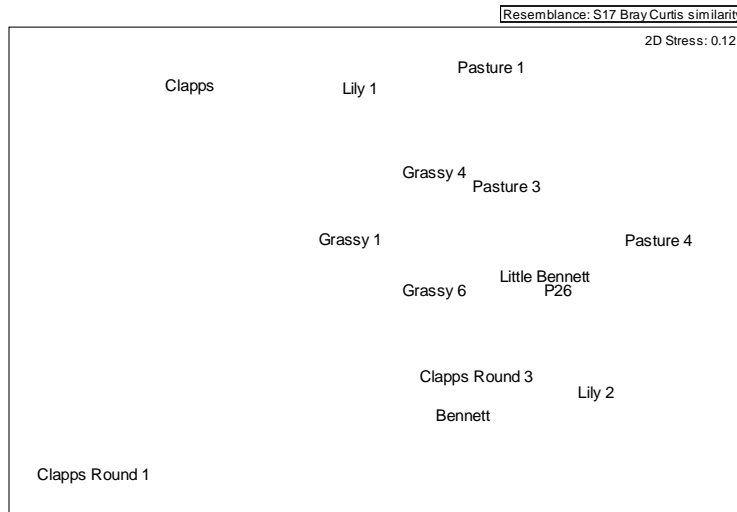 Resemblance: S17 Bray Curtis similarity
2D Stress: 0.12
Pasture 1
Clapps
Lily 1
Grassy 4
Pasture 3
Grassy 1
Pasture 4
Little Bennett
Grassy 6
P26
Clapps Round 3
Lily 2
Bennett
Clapps Round 1